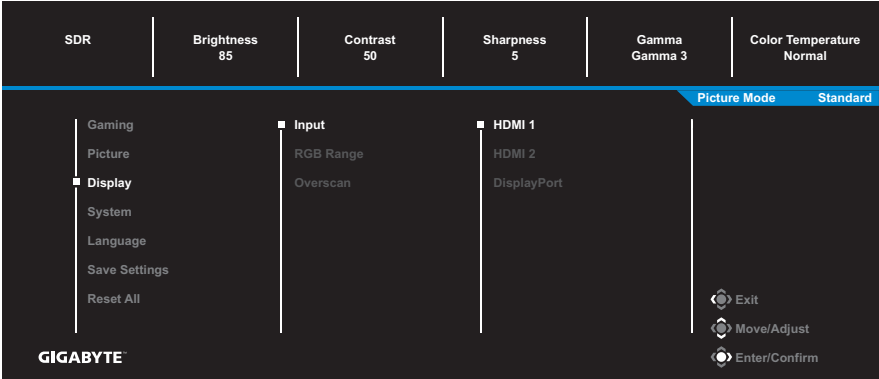 SDR
Brightness
85
Contrast
50
Sharpness
5
Gamma
Gamma 3
Color Temperature
Normal
Picture Mode Standard
Gaming
Picture
Display
System
Language
Save Settings
Reset All
Input
RGB Range
Overscan
HDMI 1
HDMI 2
DisplayPort
Exit
Move/Adjust
Enter/Confirm
GIGABYTE™